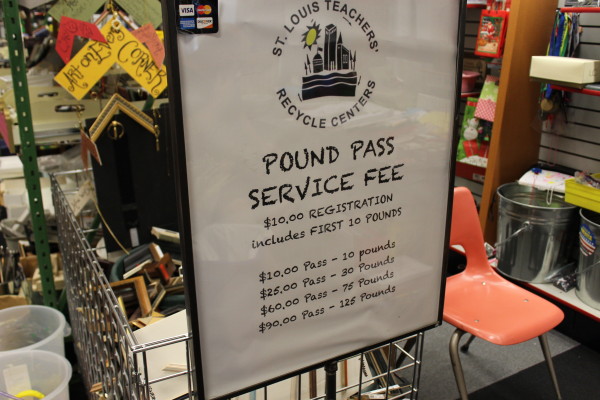 VISA
MasterCard
ST. LOUIS TEACHERS'
RECYCLE CENTERS
POUND PASS
SERVICE FEE
$10.00 REGISTRATION
includes FIRST 10 POUNDS
$10.00 Pass - 10 pounds
$25.00 Pass - 30 Pounds
$60.00 Pass - 75 Pounds
$90.00 Pass - 125 Pounds